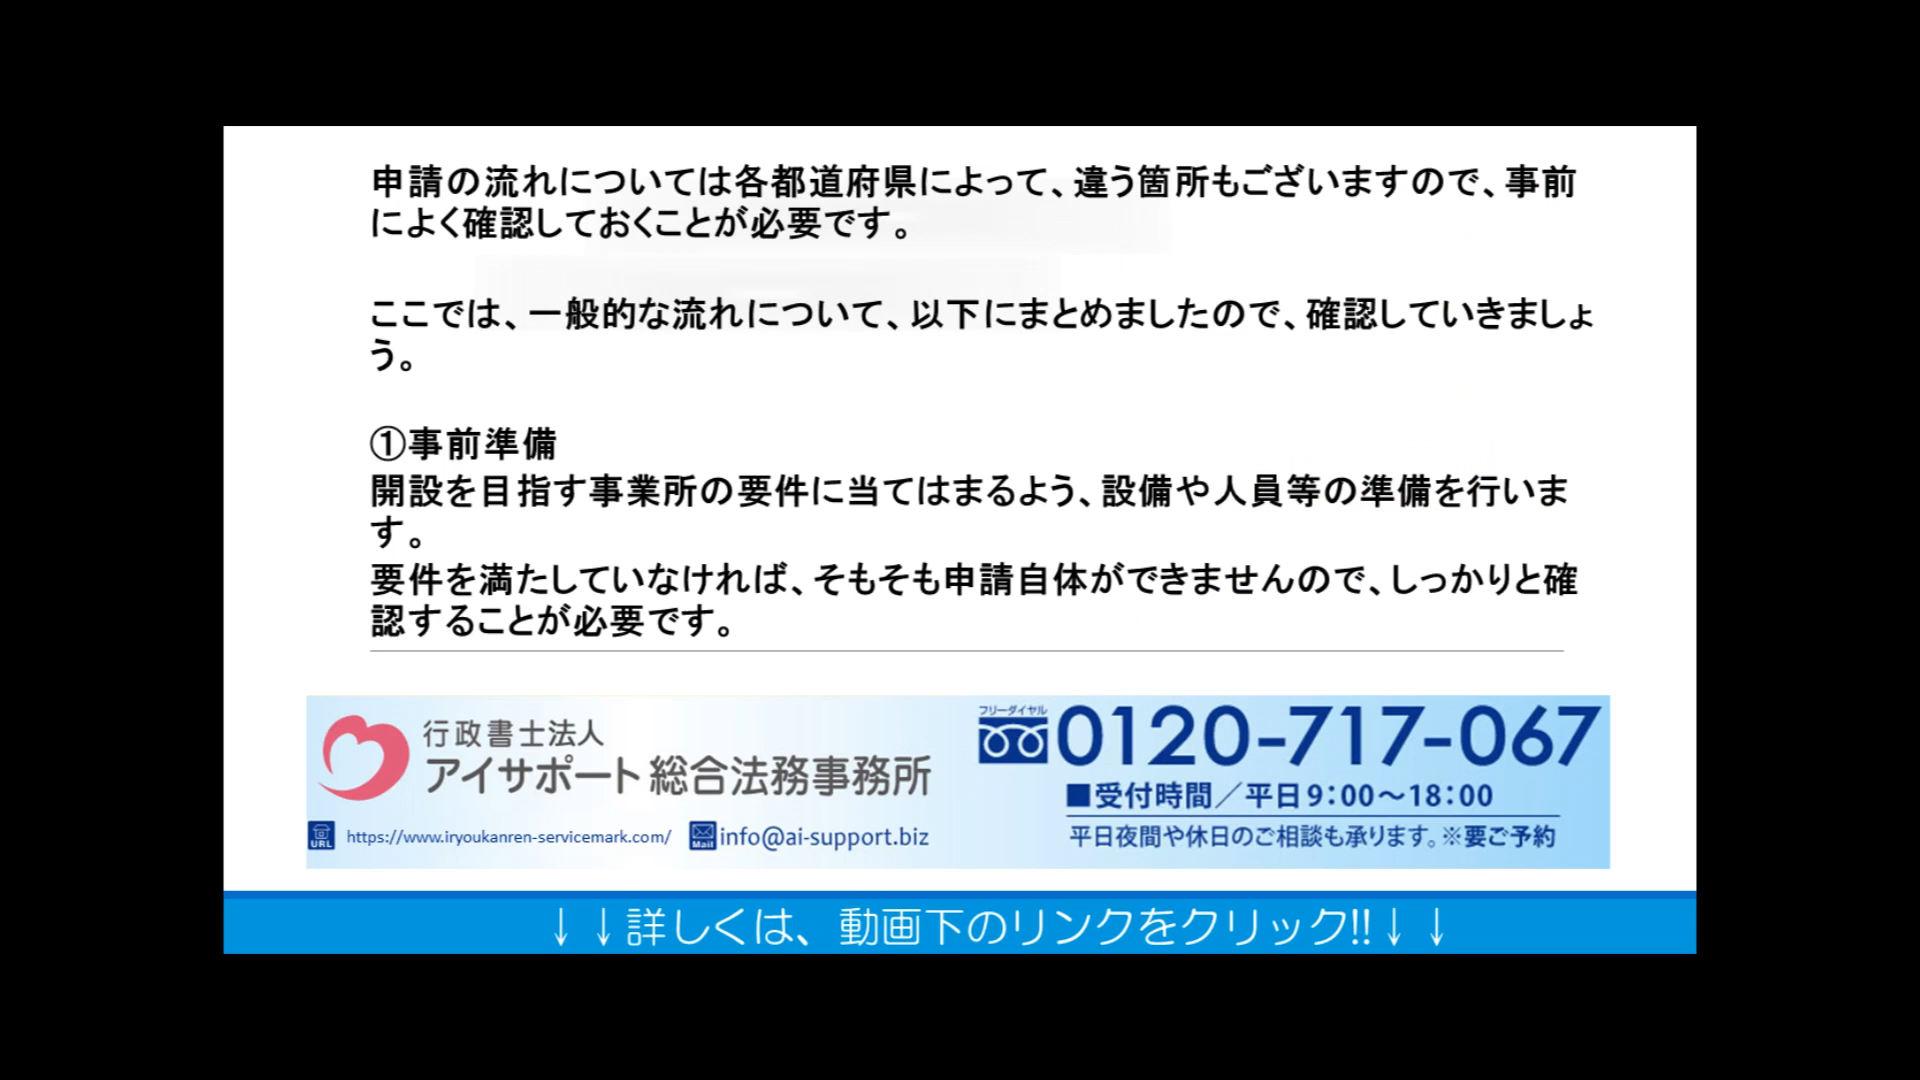 申請の流れについては各都道府県によって、違う箇所もございますので、事前
によく確認しておくことが必要です。
ここでは、一般的な流れについて、以下にまとめましたので、確認していきましょ
う。
①事前準備
開設を目指す事業所の要件に当てはまるよう、設備や人員等の準備を行いま
す。
要件を満たしていなければ、そもそも申請自体ができませんので、しっかりと確
認することが必要です。
行政書士法人
アイサポート総合法務事務所
URL https://www.iryoukanren-servicemark.com/ Mail info@ai-support.biz
フリーダイヤル
0120-717-067
■受付時間／平日9：00～18：00
平日夜間や休日のご相談も承ります。※要ご予約
↓↓詳しくは、動画下のリンクをクリック!!↓↓